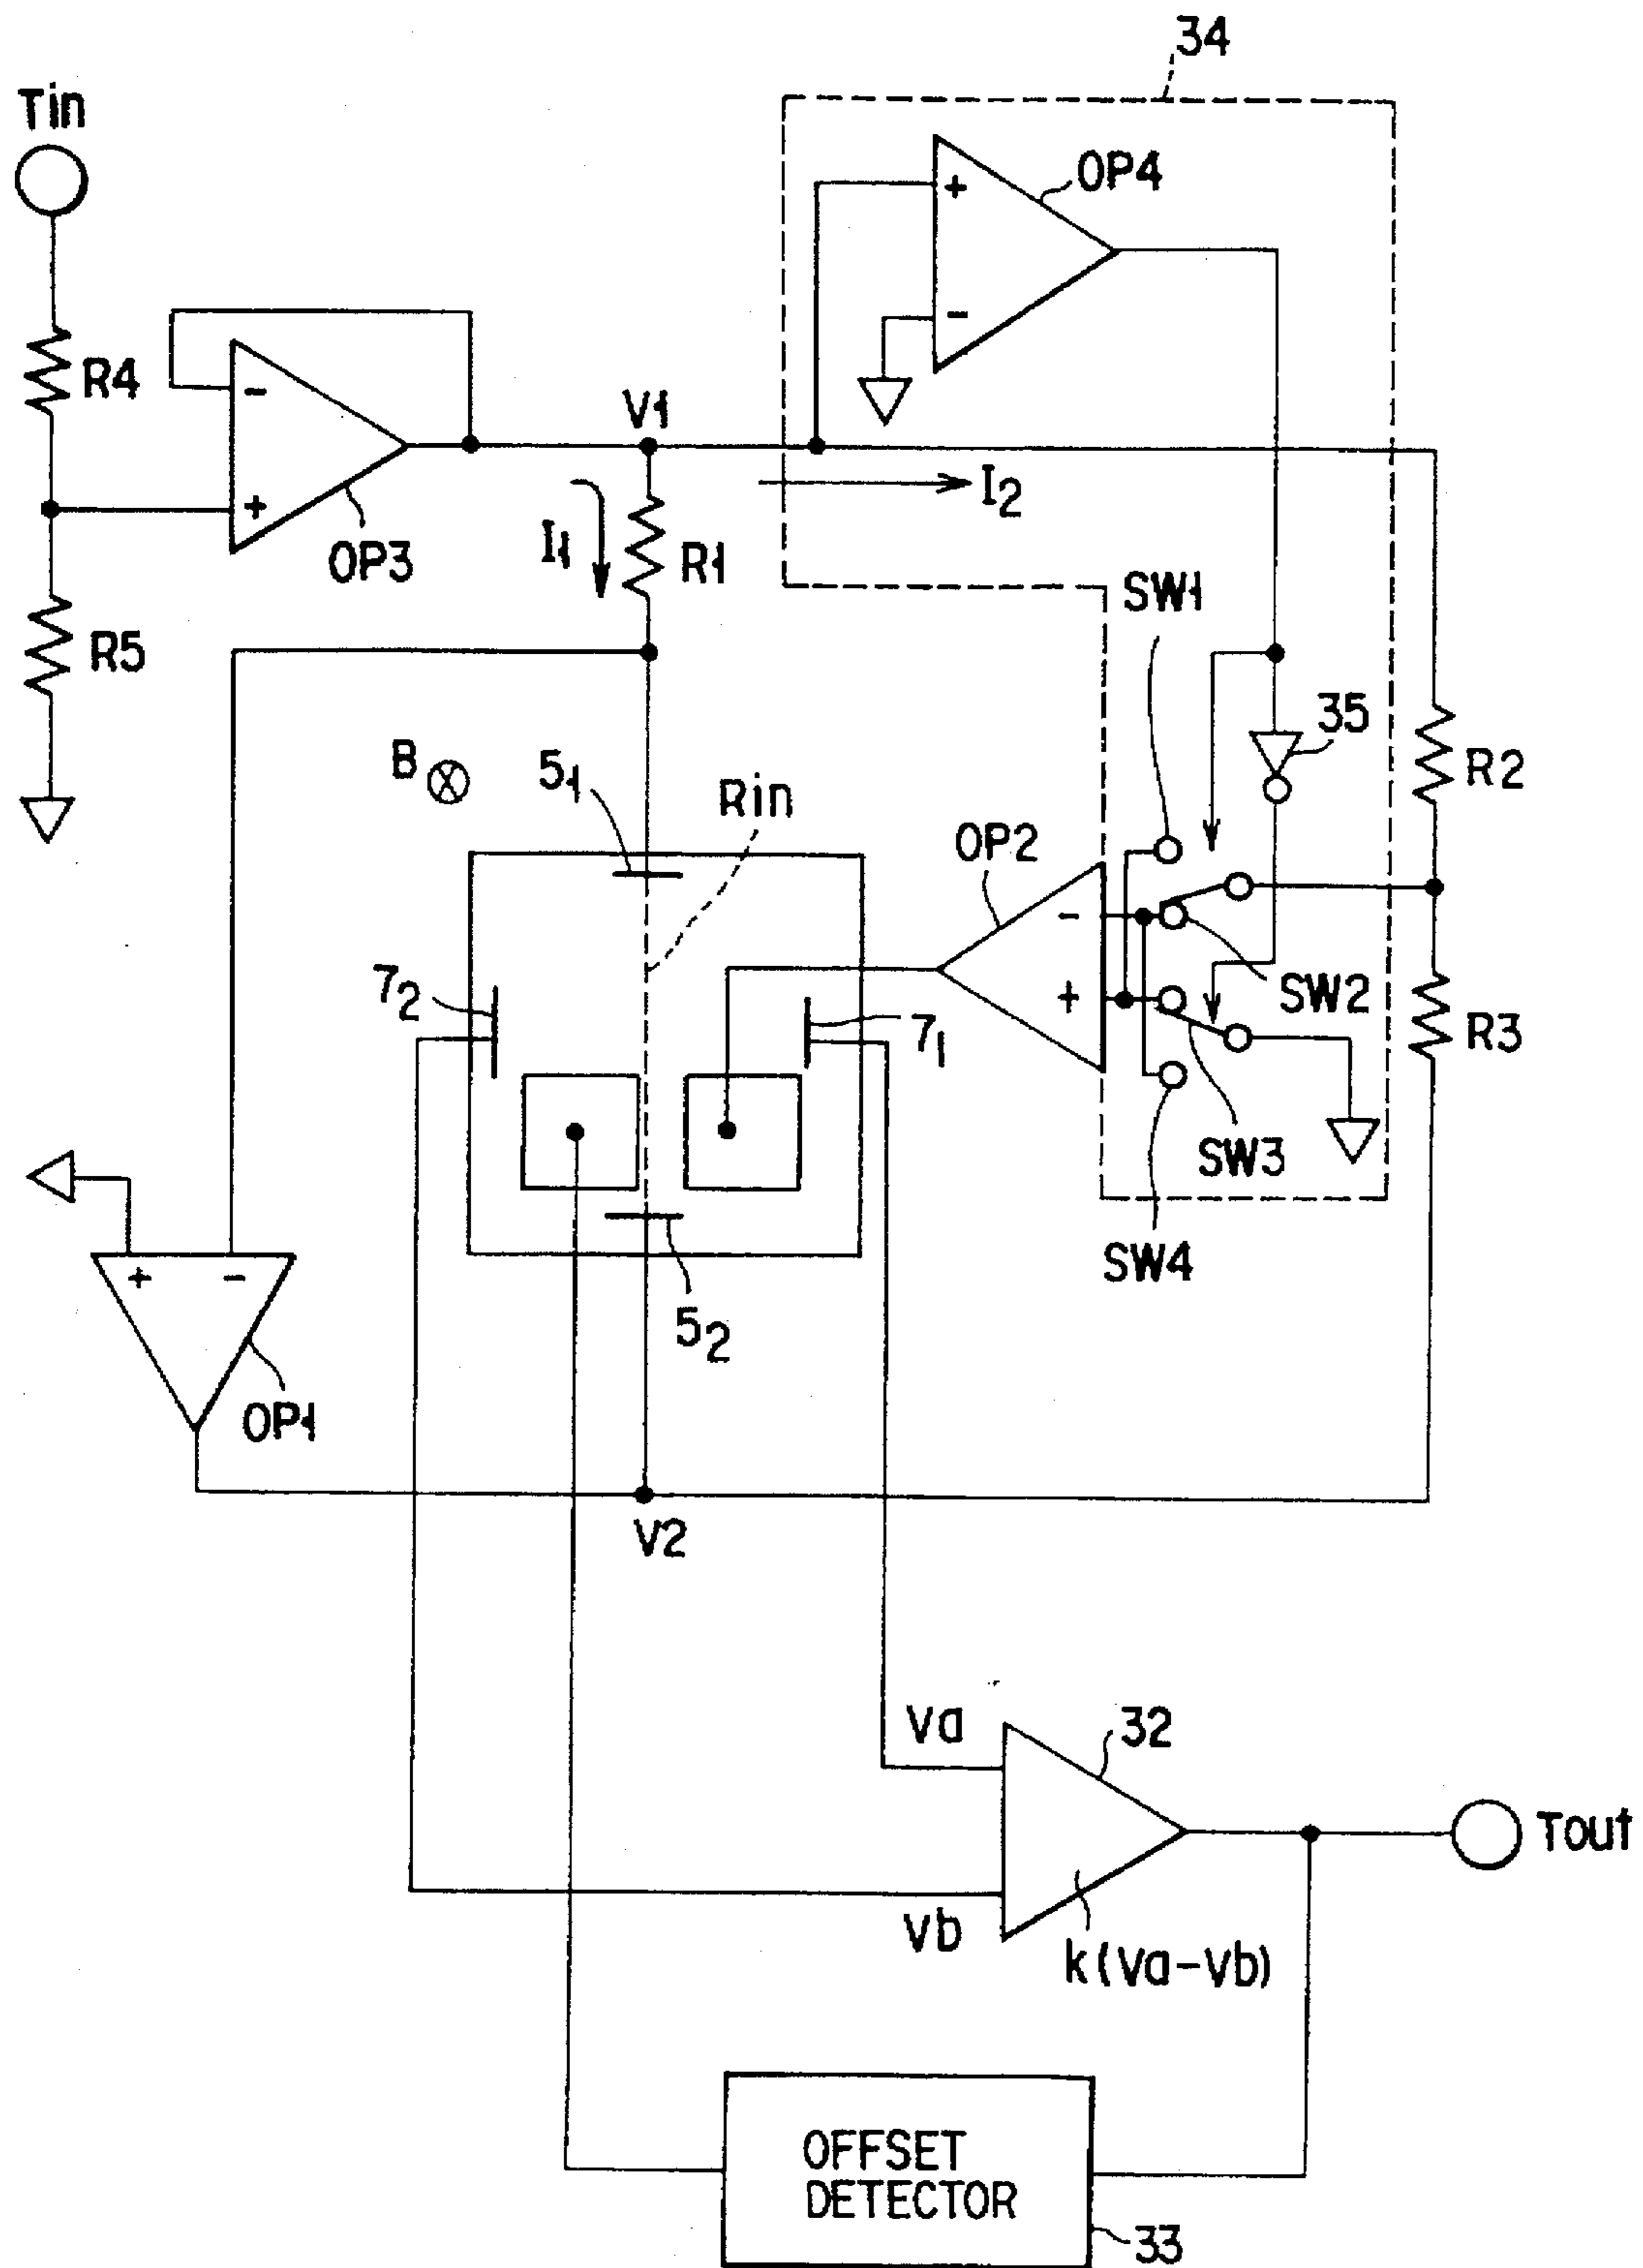 34
Tin
OP4
+
-
R4
-
+
OP3
V1
I1
R1
I2
SW1
R5
35
R2
B
51
Rin
OP2
-
+
SW2
72
71
R3
SW3
SW4
+ -
52
OP1
V2
Va
32
Tout
Vb
k(Va-Vb)
OFFSET
DETECTOR
33